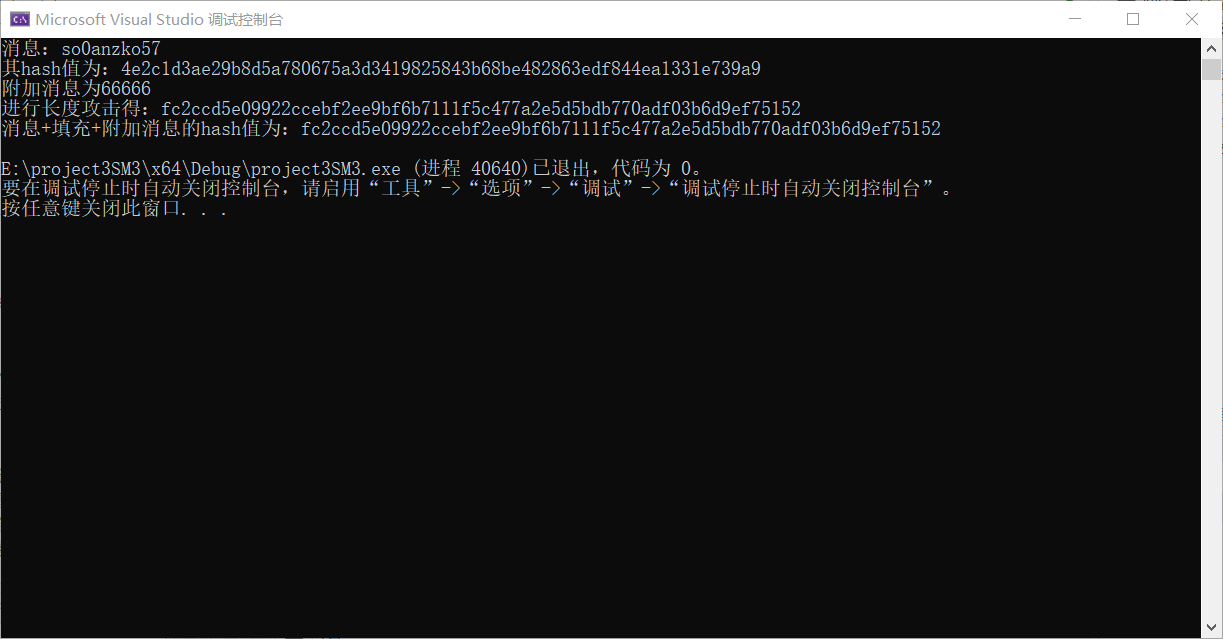 Microsoft Visual Studio 调试控制台
消息：so0anzko57
其hash值为：4e2c1d3ae29b8d5a780675a3d3419825843b68be482863edf844ea1331e739a9
附加消息为66666
进行长度攻击得：fc2ccd5e09922ccebf2ee9bf6b7111f5c477a2e5d5bdb770adf03b6d9ef75152
消息+填充+附加消息的hash值为：fc2ccd5e09922ccebf2ee9bf6b7111f5c477a2e5d5bdb770adf03b6d9ef75152
E:\project3SM3\x64\Debug\project3SM3.exe (进程 40640)已退出，代码为 0。
要在调试停止时自动关闭控制台，请启用“工具”->“选项”->“调试”->“调试停止时自动关闭控制台”。
按任意键关闭此窗口. . .